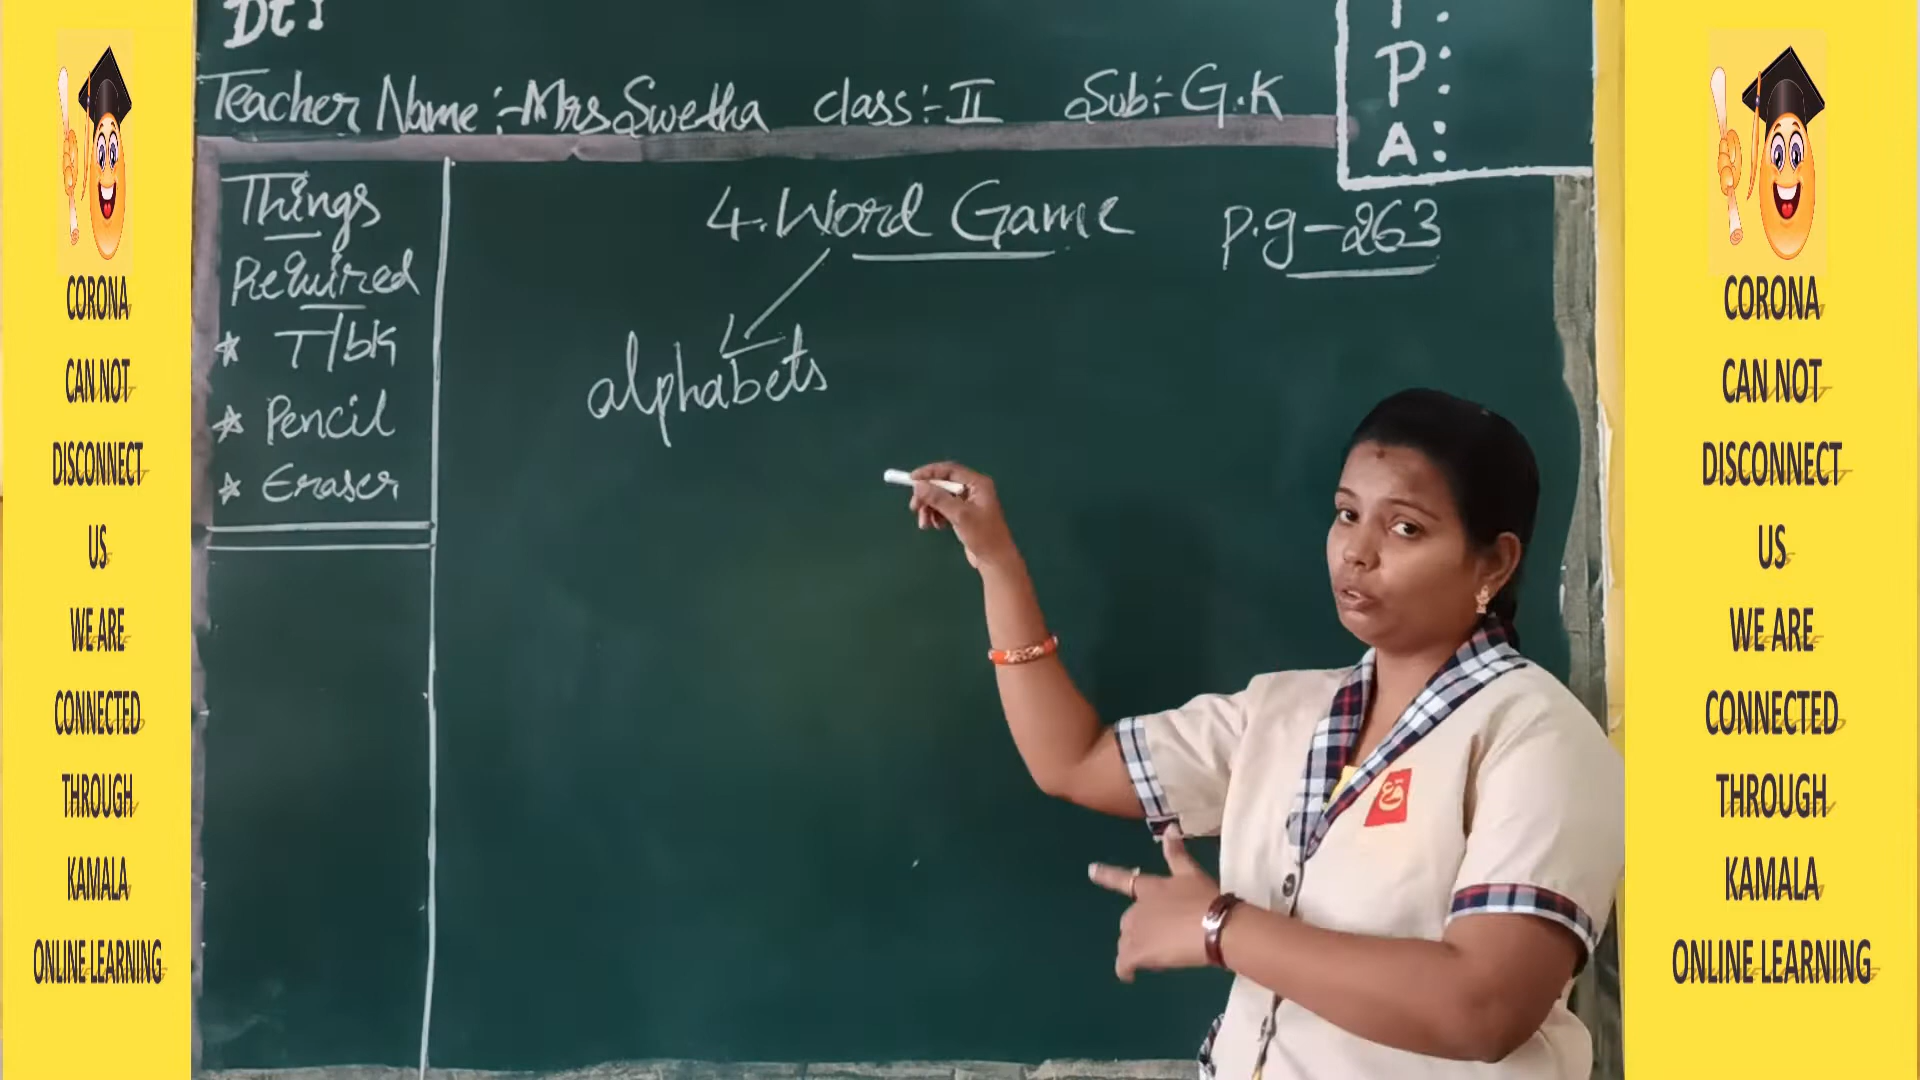 Dt:
Teacher Name:-Mrs Swetha class:-II Sub:-G.K
P:
A:
Things
Required
* T/bk
* Pencil
* Eraser
4. Word Game P.g-263
alphabets
CORONA
CAN NOT
DISCONNECT
US
WE ARE
CONNECTED
THROUGH
KAMALA
ONLINE LEARNING
CORONA
CAN NOT
DISCONNECT
US
WE ARE
CONNECTED
THROUGH
KAMALA
ONLINE LEARNING